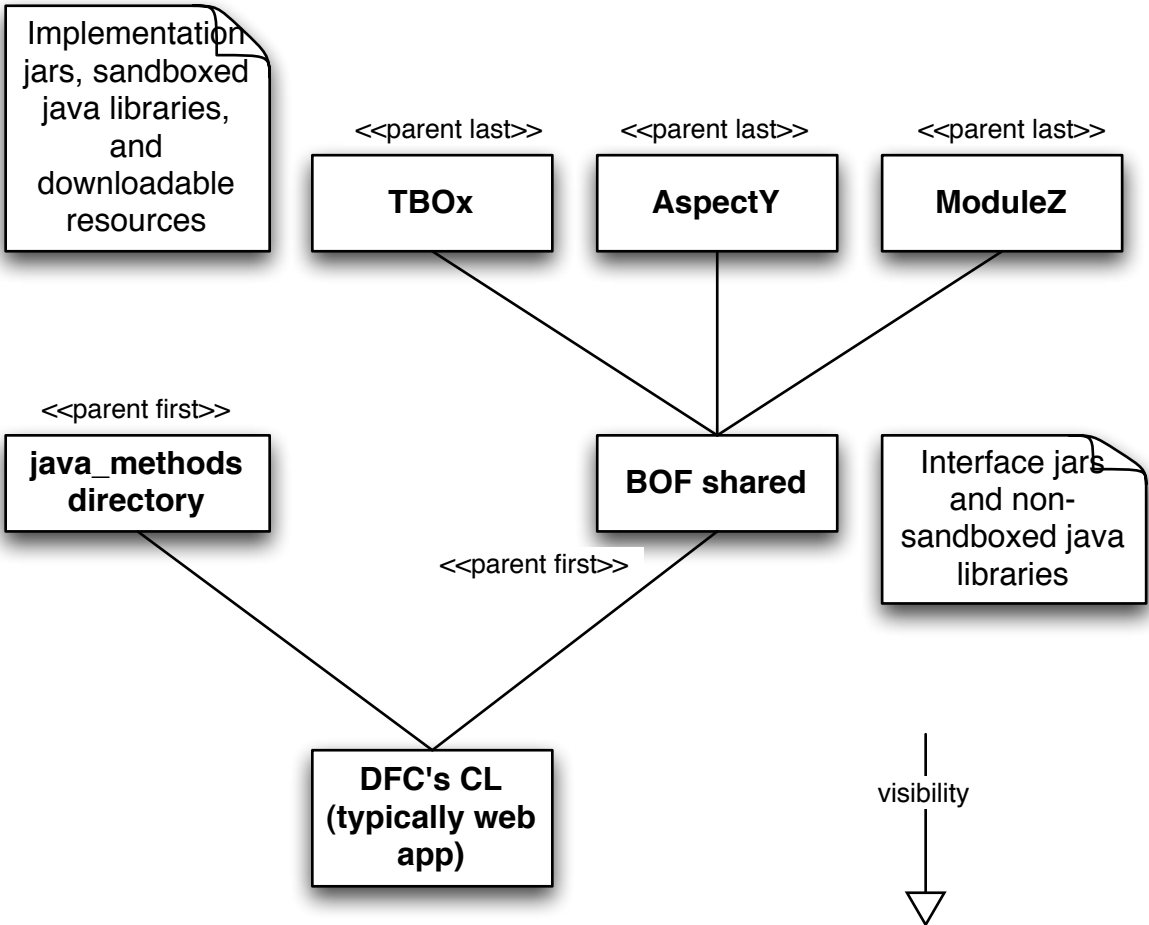 Implementation
jars, sandboxed
java libraries,
and
downloadable
resources
<<parent last>>
<<parent last>>
<<parent last>>
TBOx
AspectY
ModuleZ
<<parent first>>
java_methods
directory
BOF shared
Interface jars
and non-
sandboxed java
libraries
<<parent first>>
DFC's CL
(typically web
app)
visibility